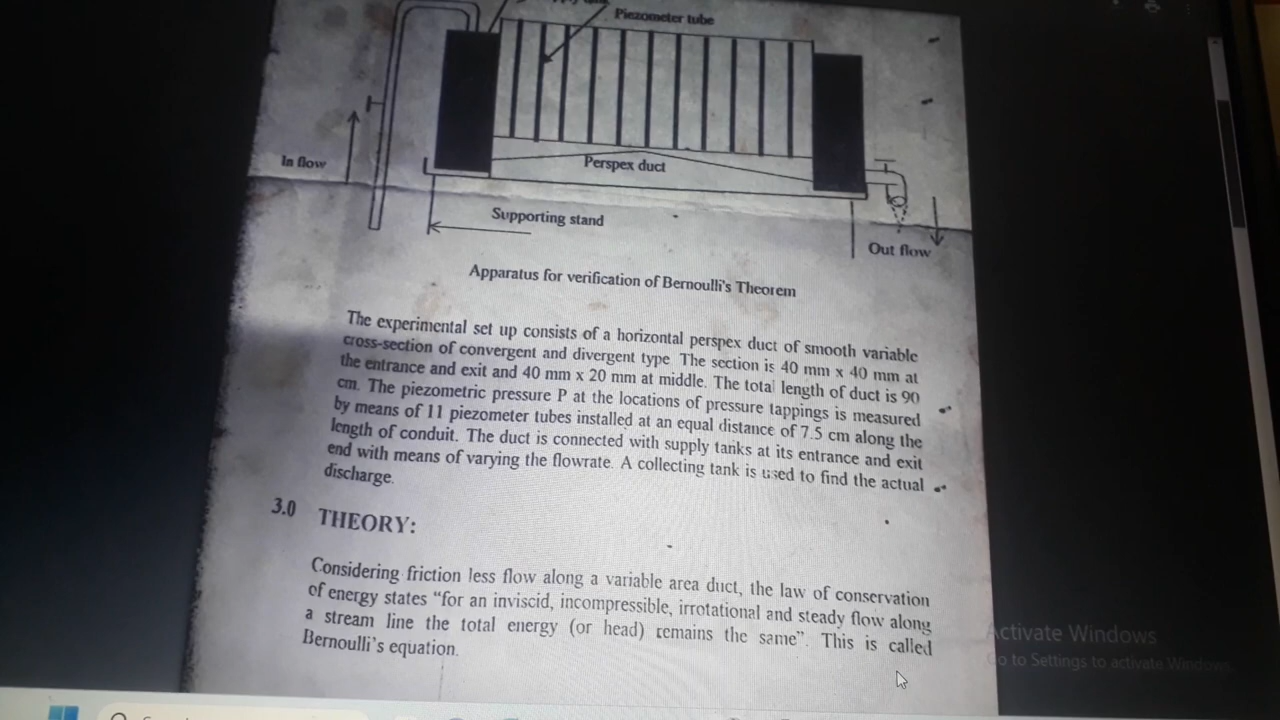 Piezometer tube
In flow
Perspex duct
Supporting stand
Out flow
Apparatus for verification of Bernoulli's Theorem
The experimental set up consists of a horizontal perspex duct of smooth variable
cross-section of convergent and divergent type. The section is 40 mm x 40 mm at
the entrance and exit and 40 mm x 20 mm at middle. The total length of duct is 90
cm. The piezometric pressure P at the locations of pressure tappings is measured
by means of 11 piezometer tubes installed at an equal distance of 7.5 cm along the
length of conduit. The duct is connected with supply tanks at its entrance and exit
end with means of varying the flowrate. A collecting tank is used to find the actual
discharge.
3.0 THEORY:
Considering friction less flow along a variable area duct, the law of conservation
of energy states “for an inviscid, incompressible, irrotational and steady flow along
a stream line the total energy (or head) remains the same”. This is called
Bernoulli's equation.
Activate Windows
Go to Settings to activate Windows.